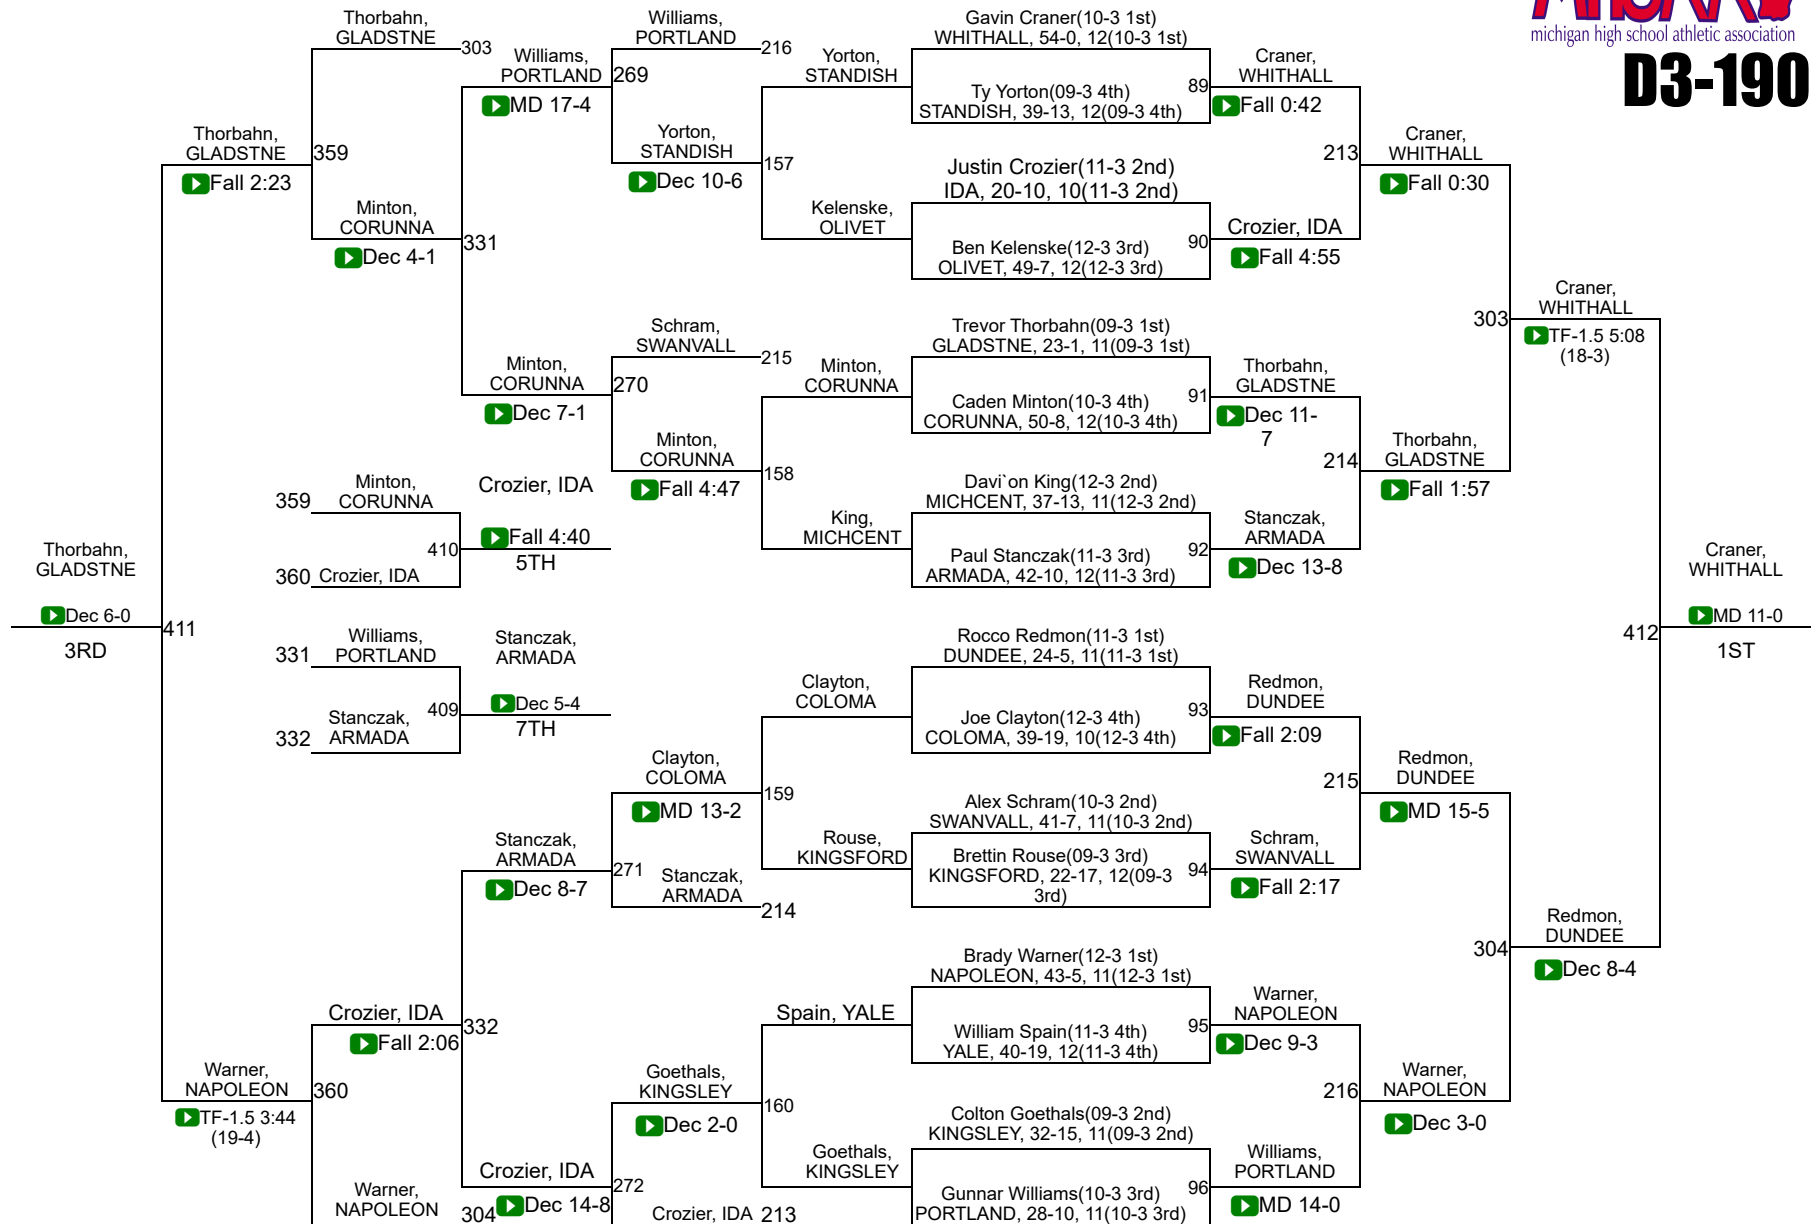 MHSAA
michigan high school athletic association
D3-190
Thorbahn,
GLADSTNE
303
Williams,
PORTLAND
MD 17-4
269
Williams,
PORTLAND
216
Yorton,
STANDISH
Gavin Craner(10-3 1st)
WHITHALL, 54-0, 12(10-3 1st)
Ty Yorton(09-3 4th)
STANDISH, 39-13, 12(09-3 4th)
89
Craner,
WHITHALL
Fall 0:42
Thorbahn,
GLADSTNE
Fall 2:23
359
Yorton,
STANDISH
Dec 10-6
157
213
Craner,
WHITHALL
Fall 0:30
Minton,
CORUNNA
Dec 4-1
331
Kelenske,
OLIVET
Justin Crozier(11-3 2nd)
IDA, 20-10, 10(11-3 2nd)
Ben Kelenske(12-3 3rd)
OLIVET, 49-7, 12(12-3 3rd)
90
Crozier, IDA
Fall 4:55
303
Craner,
WHITHALL
TF-1.5 5:08
(18-3)
Minton,
CORUNNA
Dec 7-1
270
Schram,
SWANVALL
215
Minton,
CORUNNA
Trevor Thorbahn(09-3 1st)
GLADSTNE, 23-1, 11(09-3 1st)
Caden Minton(10-3 4th)
CORUNNA, 50-8, 12(10-3 4th)
91
Thorbahn,
GLADSTNE
Dec 11-
7
Minton,
CORUNNA
Fall 4:47
158
214
Thorbahn,
GLADSTNE
Fall 1:57
359
Minton,
CORUNNA
Crozier, IDA
King,
MICHCENT
Davi`on King(12-3 2nd)
MICHCENT, 37-13, 11(12-3 2nd)
Paul Stanczak(11-3 3rd)
ARMADA, 42-10, 12(11-3 3rd)
92
Stanczak,
ARMADA
Dec 13-8
410
Fall 4:40
5TH
360
Crozier, IDA
Thorbahn,
GLADSTNE
Dec 6-0
3RD
411
412
Craner,
WHITHALL
MD 11-0
1ST
331
Williams,
PORTLAND
Stanczak,
ARMADA
409
Dec 5-4
7TH
332
Stanczak,
ARMADA
Clayton,
COLOMA
Rocco Redmon(11-3 1st)
DUNDEE, 24-5, 11(11-3 1st)
Joe Clayton(12-3 4th)
COLOMA, 39-19, 10(12-3 4th)
93
Redmon,
DUNDEE
Fall 2:09
Clayton,
COLOMA
MD 13-2
159
215
Redmon,
DUNDEE
MD 15-5
Stanczak,
ARMADA
Dec 8-7
271
Stanczak,
ARMADA
214
Rouse,
KINGSFORD
Alex Schram(10-3 2nd)
SWANVALL, 41-7, 11(10-3 2nd)
Brettin Rouse(09-3 3rd)
KINGSFORD, 22-17, 12(09-3
3rd)
94
Schram,
SWANVALL
Fall 2:17
304
Redmon,
DUNDEE
Dec 8-4
Crozier, IDA
Fall 2:06
332
Spain, YALE
Brady Warner(12-3 1st)
NAPOLEON, 43-5, 11(12-3 1st)
William Spain(11-3 4th)
YALE, 40-19, 12(11-3 4th)
95
Warner,
NAPOLEON
Dec 9-3
Warner,
NAPOLEON
TF-1.5 3:44
(19-4)
360
Goethals,
KINGSLEY
Dec 2-0
160
216
Warner,
NAPOLEON
Dec 3-0
Warner,
NAPOLEON
304
Crozier, IDA
Dec 14-8
272
Crozier, IDA
213
Goethals,
KINGSLEY
Colton Goethals(09-3 2nd)
KINGSLEY, 32-15, 11(09-3 2nd)
Gunnar Williams(10-3 3rd)
PORTLAND, 28-10, 11(10-3 3rd)
96
Williams,
PORTLAND
MD 14-0